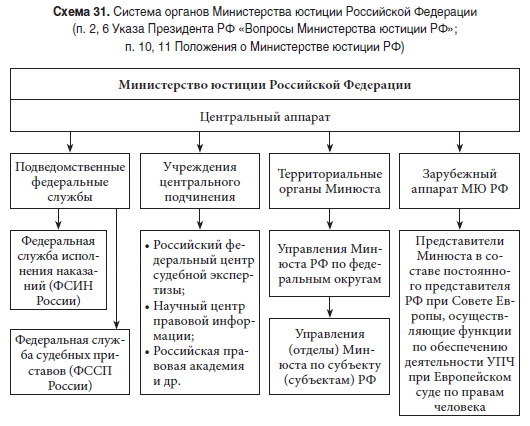 Схема 31. Система органов Министерства юстиции Российской Федерации
(п. 2, 6 Указа Президента РФ «Вопросы Министерства юстиции РФ»;
п. 10, 11 Положения о Министерстве юстиции РФ)
Министерство юстиции Российской Федерации
Центральный аппарат
Подведомственные
федеральные
службы
Федеральная
служба испол-
нения наказа-
ний (ФСИН
России)
Федеральная служ-
ба судебных при-
ставов (ФССП
России)
Учреждения
центрального
подчинения
• Российский фе-
деральный центр
судебной экспер-
тизы;
• Научный центр
правовой инфор-
мации;
• Российская пра-
вовая академия
и др.
Территориальные
органы Минюста
Управления Мин-
юста РФ по феде-
ральным округам
Управления
(отделы) Мин-
юста по субъекту
(субъектам) РФ
Зарубежный
аппарат МЮ РФ
Представители
Минюста в со-
ставе постоянно-
го представителя
РФ при Совете Ев-
ропы, осуществ-
ляющие функции
по обеспечению
деятельности УПЧ
при Европейском
суде по правам
человека